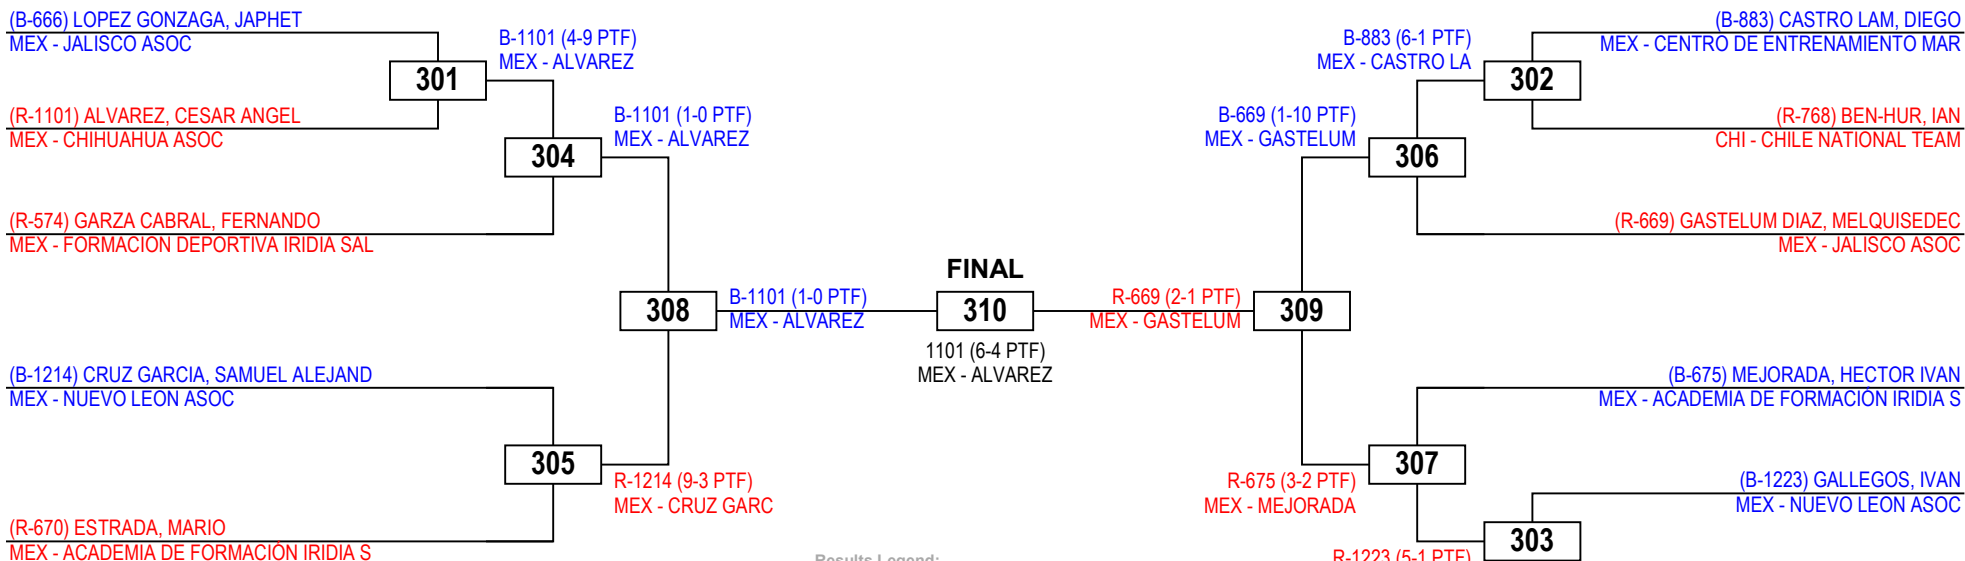 (B-666) LOPEZ GONZAGA, JAPHET
MEX - JALISCO ASOC
B-1101 (4-9 PTF)
MEX - ALVAREZ
301
(R-1101) ALVAREZ, CESAR ANGEL
MEX - CHIHUAHUA ASOC
B-1101 (1-0 PTF)
MEX - ALVAREZ
304
(R-574) GARZA CABRAL, FERNANDO
MEX - FORMACION DEPORTIVA IRIDIA SAL
308
B-1101 (1-0 PTF)
MEX - ALVAREZ
(B-1214) CRUZ GARCIA, SAMUEL ALEJAND
MEX - NUEVO LEON ASOC
305
R-1214 (9-3 PTF)
MEX - CRUZ GARC
(R-670) ESTRADA, MARIO
MEX - ACADEMIA DE FORMACIÓN IRIDIA S
FINAL
310
1101 (6-4 PTF)
MEX - ALVAREZ
Results Legend:
(B-883) CASTRO LAM, DIEGO
MEX - CENTRO DE ENTRENAMIENTO MAR
B-883 (6-1 PTF)
MEX - CASTRO LA
302
(R-768) BEN-HUR, IAN
CHI - CHILE NATIONAL TEAM
B-669 (1-10 PTF)
MEX - GASTELUM
306
(R-669) GASTELUM DIAZ, MELQUISEDEC
MEX - JALISCO ASOC
R-669 (2-1 PTF)
MEX - GASTELUM
309
(B-675) MEJORADA, HECTOR IVAN
MEX - ACADEMIA DE FORMACIÓN IRIDIA S
307
R-675 (3-2 PTF)
MEX - MEJORADA
(B-1223) GALLEGOS, IVAN
MEX - NUEVO LEON ASOC
303
R-1223 (5-1 PTF)